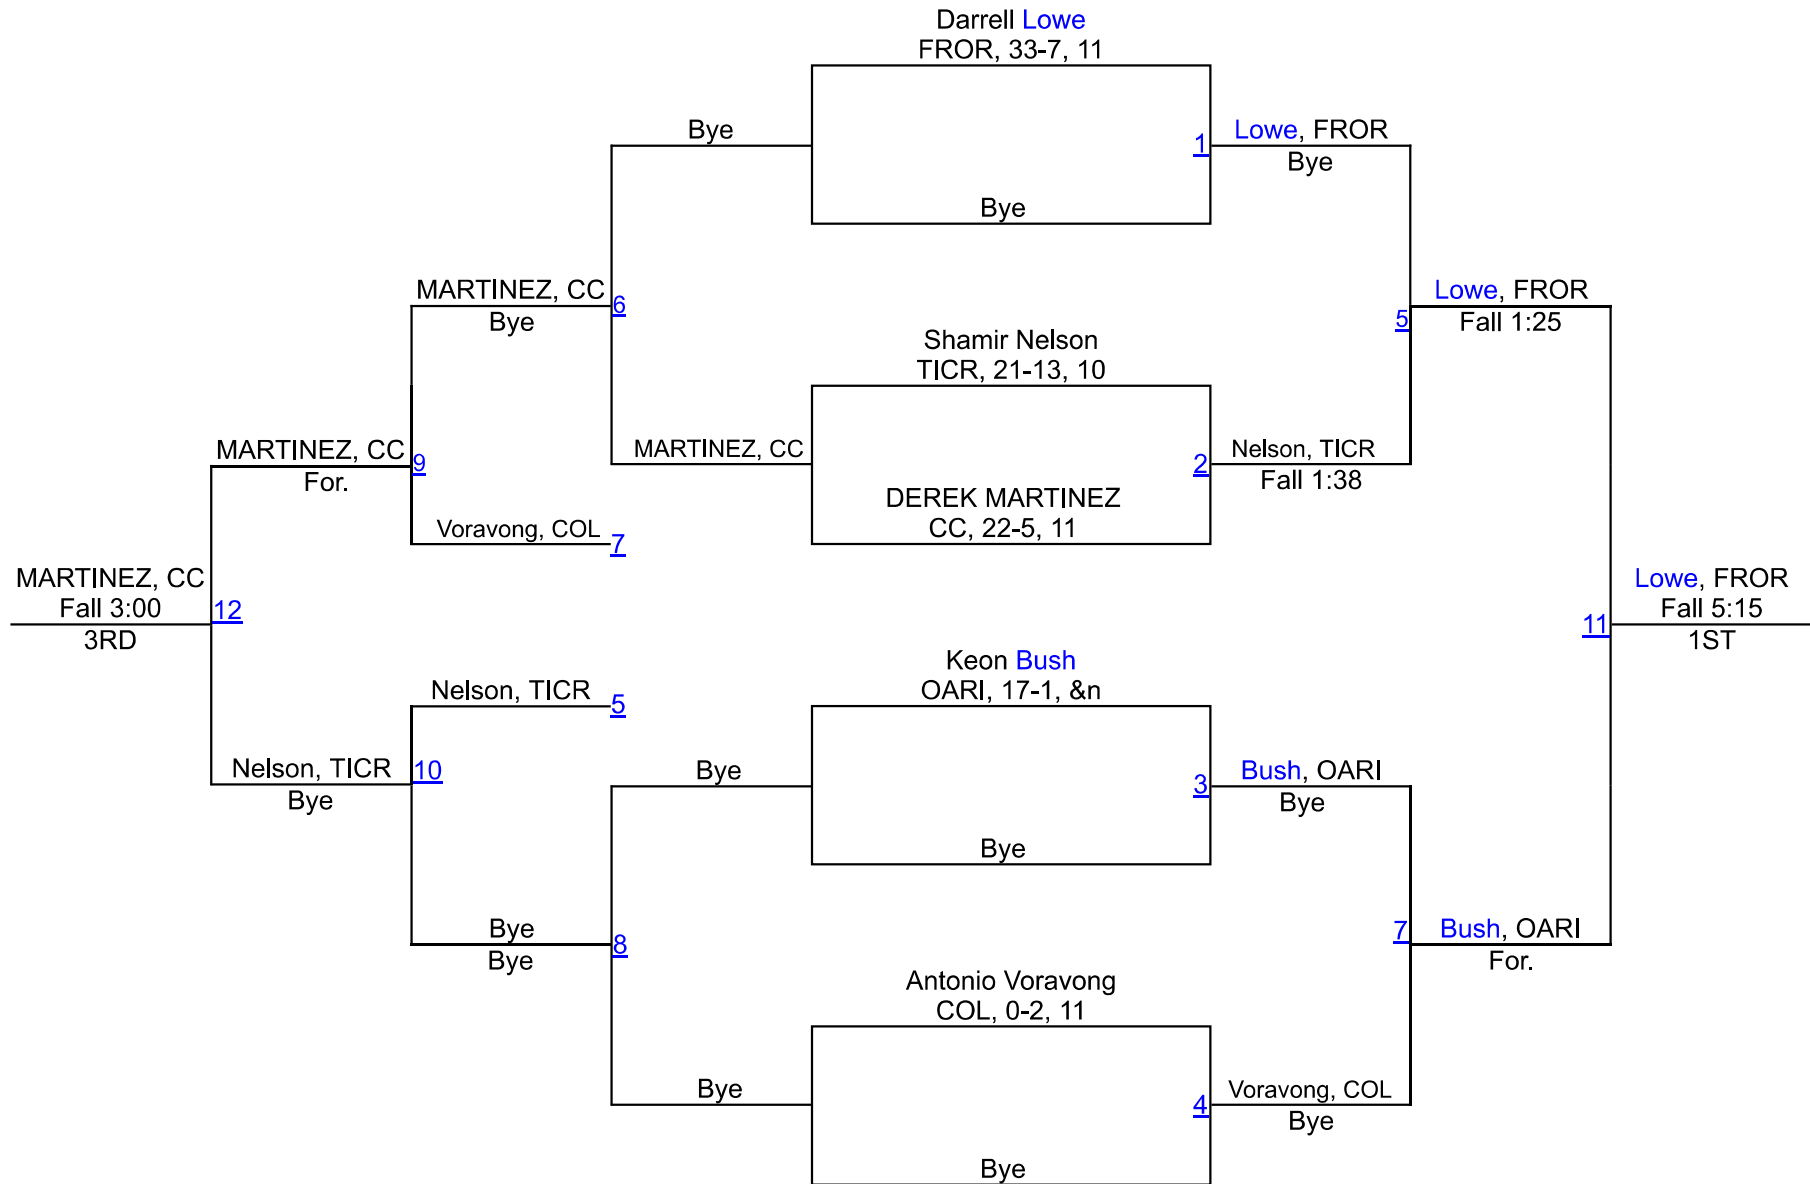 Darrell Lowe
FROR, 33-7, 11
Bye
1
Lowe, FROR
Bye
Bye
MARTINEZ, CC
Bye
6
Lowe, FROR
Fall 1:25
5
Shamir Nelson
TICR, 21-13, 10
MARTINEZ, CC
For.
9
MARTINEZ, CC
2
Nelson, TICR
Fall 1:38
DEREK MARTINEZ
CC, 22-5, 11
Voravong, COL
7
MARTINEZ, CC
Fall 3:00
3RD
12
Lowe, FROR
Fall 5:15
1ST
11
Keon Bush
OARI, 17-1, &n
Nelson, TICR
5
Nelson, TICR
Bye
10
Bye
3
Bush, OARI
Bye
Bye
Bye
Bye
8
7
Bush, OARI
For.
Antonio Voravong
COL, 0-2, 11
Bye
4
Voravong, COL
Bye
Bye